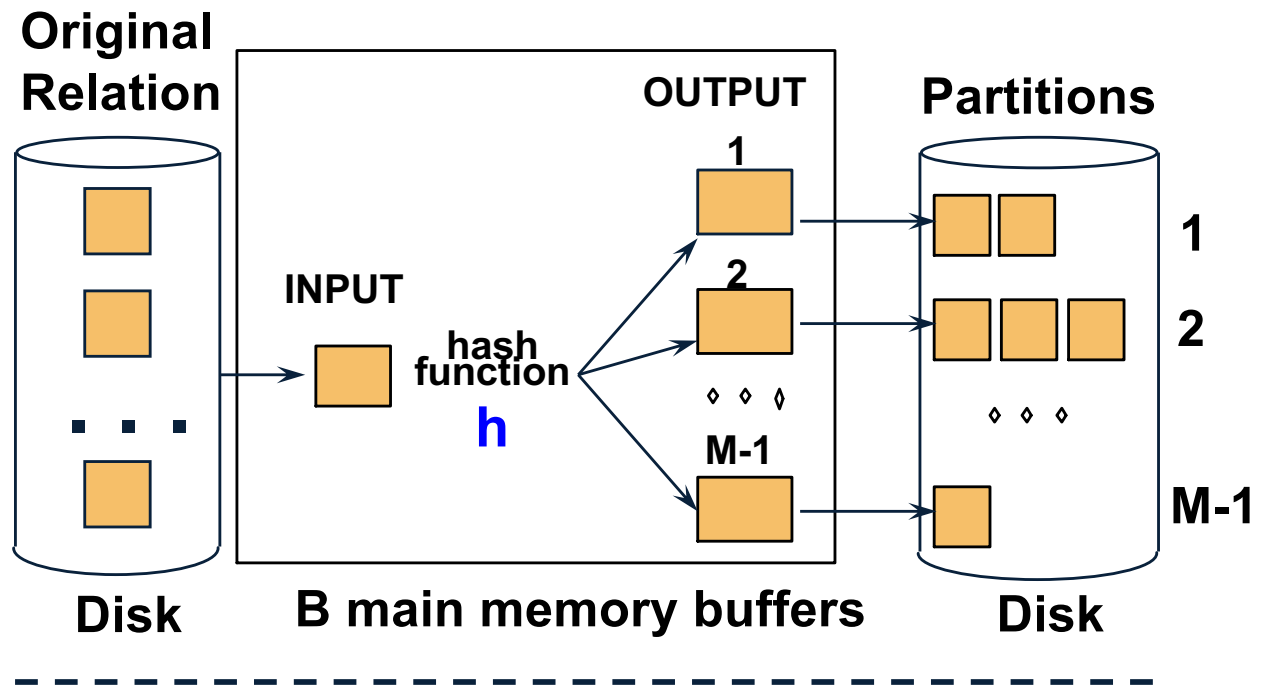 Original
Relation
OUTPUT
Partitions
1
1
INPUT
2
2
hash
function
h
M-1
M-1
Disk
B main memory buffers
Disk